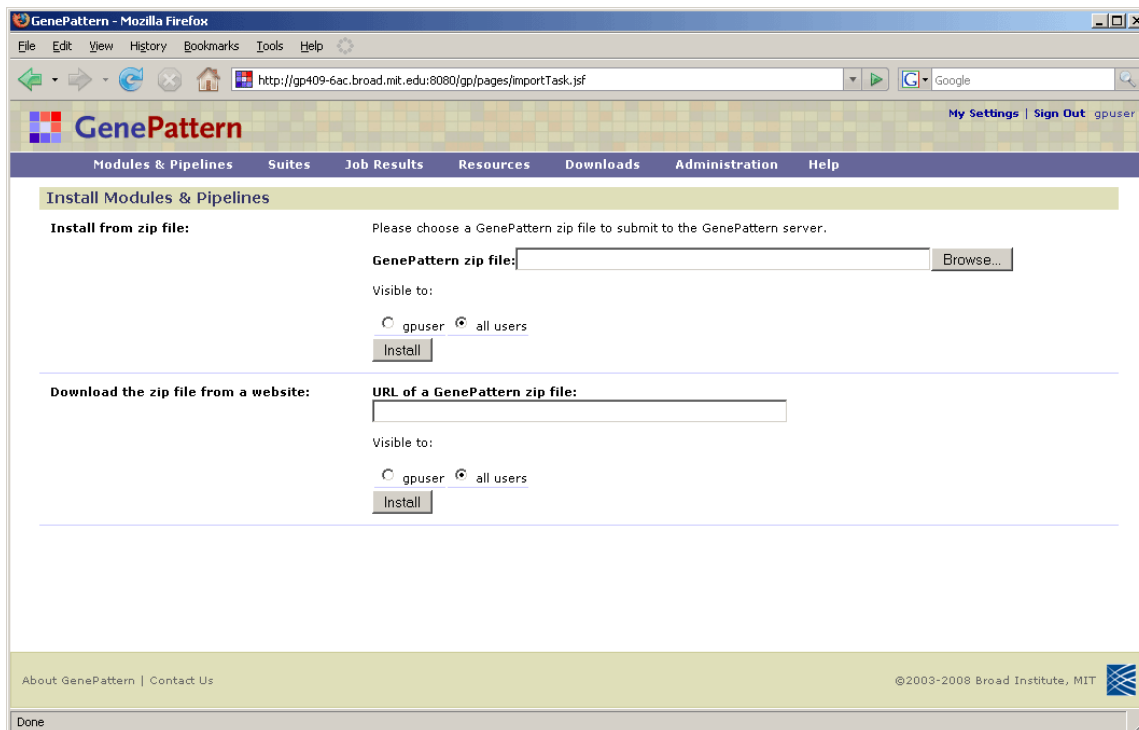 GenePattern - Mozilla Firefox
File Edit View History Bookmarks Tools Help
http://gp409-6ac.broad.mit.edu:8080/gp/pages/importTask.jsf
G Google
My Settings | Sign Out gpuser
GenePattern
Modules & Pipelines Suites Job Results Resources Downloads Administration Help
Install Modules & Pipelines
Install from zip file:
Please choose a GenePattern zip file to submit to the GenePattern server.
GenePattern zip file: Browse...
Visible to:
gpuser all users
Install
Download the zip file from a website:
URL of a GenePattern zip file:
Visible to:
gpuser all users
Install
About GenePattern | Contact Us
©2003-2008 Broad Institute, MIT
Done